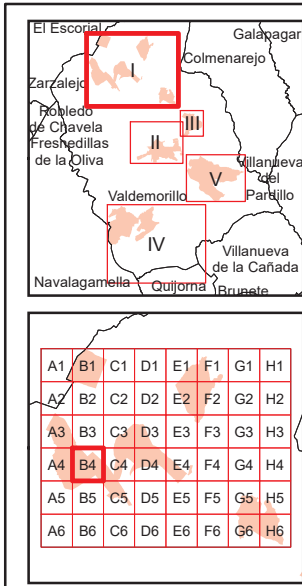 El Escorial
Galapagar
I
Colmenarejo
Zarzalejo
Robledo
de Chavela
III
Fresnedillas
de la Oliva
II
Villanueva
del
Pardillo
V
Valdemorillo
IV
Villanueva
de la Cañada
Navalagamella
Quijorna
Brunete
A1 B1 C1 D1 E1 F1 G1 H1
A2 B2 C2 D2 E2 F2 G2 H2
A3 B3 C3 D3 E3 F3 G3 H3
A4 B4 C4 D4 E4 F4 G4 H4
A5 B5 C5 D5 E5 F5 G5 H5
A6 B6 C6 D6 E6 F6 G6 H6